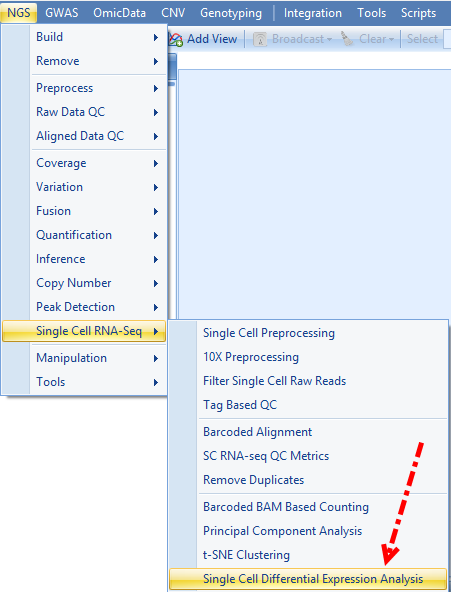 NGS GWAS OmicData CNV Genotyping Integration Tools Scripts
Add View Broadcast Clear Select
Build
Remove
Preprocess
Raw Data QC
Aligned Data QC
Coverage
Variation
Fusion
Quantification
Inference
Copy Number
Peak Detection
Single Cell RNA-Seq
Manipulation
Tools
Single Cell Preprocessing
10X Preprocessing
Filter Single Cell Raw Reads
Tag Based QC
Barcoded Alignment
SC RNA-seq QC Metrics
Remove Duplicates
Barcoded BAM Based Counting
Principal Component Analysis
t-SNE Clustering
Single Cell Differential Expression Analysis